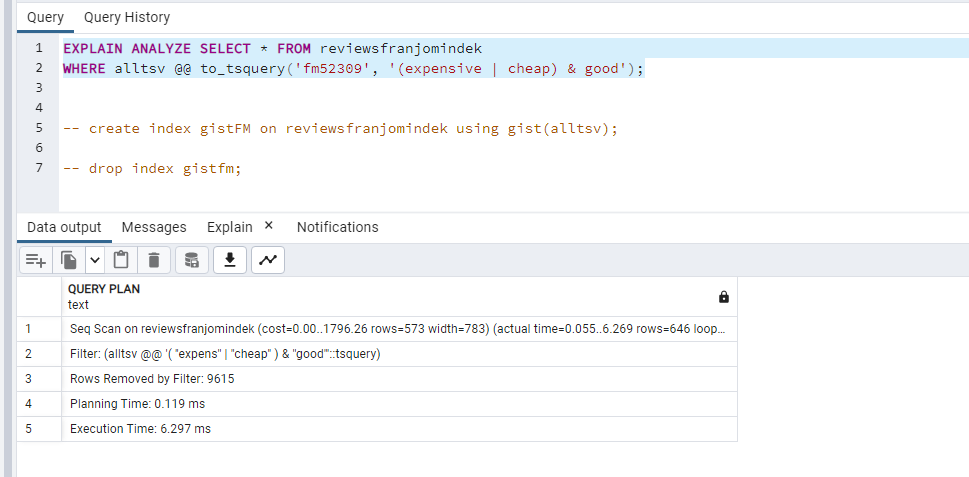 Query Query History
1 EXPLAIN ANALYZE SELECT * FROM reviewsfranjomindek
2 WHERE alltsv @@ to_tsquery('fm52309', '(expensive | cheap) & good');
3
4
5 -- create index gistFM on reviewsfranjomindek using gist(alltsv);
6
7 -- drop index gistfm;
Data output Messages Explain × Notifications
QUERY PLAN
text
1 Seq Scan on reviewsfranjomindek (cost=0.00..1796.26 rows=573 width=783) (actual time=0.055..6.269 rows=646 loop...
2 Filter: (alltsv @@ '( "expens" | "cheap" ) & "good"'::tsquery)
3 Rows Removed by Filter: 9615
4 Planning Time: 0.119 ms
5 Execution Time: 6.297 ms